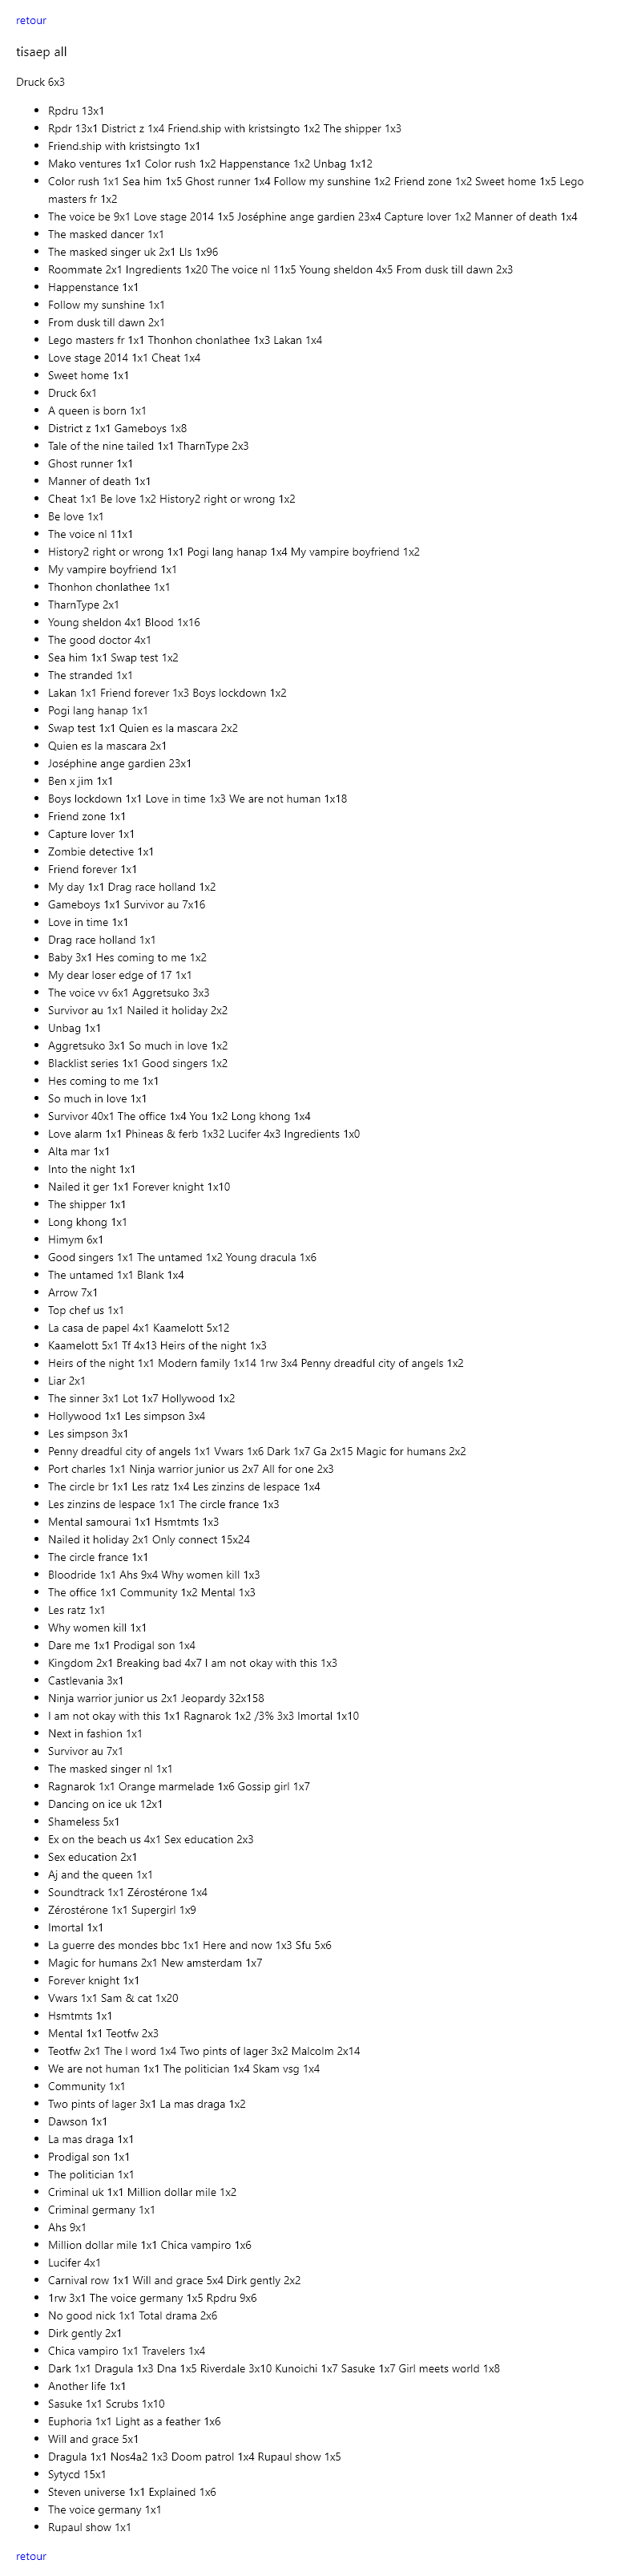 retour
tisaep all
Druck 6x3
Rpdru 13x1
Rpdr 13x1 District z 1x4 Friend.ship with kristsingto 1x2 The shipper 1x3
Friend.ship with kristsingto 1x1
Mako ventures 1x1 Color rush 1x2 Happenstance 1x2 Unbag 1x12
Color rush 1x1 Sea him 1x5 Ghost runner 1x4 Follow my sunshine 1x2 Friend zone 1x2 Sweet home 1x5 Lego
masters fr 1x2
The voice be 9x1 Love stage 2014 1x5 Joséphine ange gardien 23x4 Capture lover 1x2 Manner of death 1x4
The masked dancer 1x1
The masked singer uk 2x1 Lls 1x96
Roommate 2x1 Ingredients 1x20 The voice nl 11x5 Young sheldon 4x5 From dusk till dawn 2x3
Happenstance 1x1
Follow my sunshine 1x1
From dusk till dawn 2x1
Lego masters fr 1x1 Thonhon chonlathee 1x3 Lakan 1x4
Love stage 2014 1x1 Cheat 1x4
Sweet home 1x1
Druck 6x1
A queen is born 1x1
District z 1x1 Gameboys 1x8
Tale of the nine tailed 1x1 TharnType 2x3
Ghost runner 1x1
Manner of death 1x1
Cheat 1x1 Be love 1x2 History2 right or wrong 1x2
Be love 1x1
The voice nl 11x1
History2 right or wrong 1x1 Pogi lang hanap 1x4 My vampire boyfriend 1x2
My vampire boyfriend 1x1
Thonhon chonlathee 1x1
TharnType 2x1
Young sheldon 4x1 Blood 1x16
The good doctor 4x1
Sea him 1x1 Swap test 1x2
The stranded 1x1
Lakan 1x1 Friend forever 1x3 Boys lockdown 1x2
Pogi lang hanap 1x1
Swap test 1x1 Quien es la mascara 2x2
Quien es la mascara 2x1
Joséphine ange gardien 23x1
Ben x jim 1x1
Boys lockdown 1x1 Love in time 1x3 We are not human 1x18
Friend zone 1x1
Capture lover 1x1
Zombie detective 1x1
Friend forever 1x1
My day 1x1 Drag race holland 1x2
Gameboys 1x1 Survivor au 7x16
Love in time 1x1
Drag race holland 1x1
Baby 3x1 Hes coming to me 1x2
My dear loser edge of 17 1x1
The voice vv 6x1 Aggretsuko 3x3
Survivor au 1x1 Nailed it holiday 2x2
Unbag 1x1
Aggretsuko 3x1 So much in love 1x2
Blacklist series 1x1 Good singers 1x2
Hes coming to me 1x1
So much in love 1x1
Survivor 40x1 The office 1x4 You 1x2 Long khong 1x4
Love alarm 1x1 Phineas & ferb 1x32 Lucifer 4x3 Ingredients 1x0
Alta mar 1x1
Into the night 1x1
Nailed it ger 1x1 Forever knight 1x10
The shipper 1x1
Long khong 1x1
Himym 6x1
Good singers 1x1 The untamed 1x2 Young dracula 1x6
The untamed 1x1 Blank 1x4
Arrow 7x1
Top chef us 1x1
La casa de papel 4x1 Kaamelott 5x12
Kaamelott 5x1 Tf 4x13 Heirs of the night 1x3
Heirs of the night 1x1 Modern family 1x14 1rw 3x4 Penny dreadful city of angels 1x2
Liar 2x1
The sinner 3x1 Lot 1x7 Hollywood 1x2
Hollywood 1x1 Les simpson 3x4
Les simpson 3x1
Penny dreadful city of angels 1x1 Vwars 1x6 Dark 1x7 Ga 2x15 Magic for humans 2x2
Port charles 1x1 Ninja warrior junior us 2x7 All for one 2x3
The circle br 1x1 Les ratz 1x4 Les zinzins de lespace 1x4
Les zinzins de lespace 1x1 The circle france 1x3
Mental samourai 1x1 Hsmtmts 1x3
Nailed it holiday 2x1 Only connect 15x24
The circle france 1x1
Bloodride 1x1 Ahs 9x4 Why women kill 1x3
The office 1x1 Community 1x2 Mental 1x3
Les ratz 1x1
Why women kill 1x1
Dare me 1x1 Prodigal son 1x4
Kingdom 2x1 Breaking bad 4x7 I am not okay with this 1x3
Castlevania 3x1
Ninja warrior junior us 2x1 Jeopardy 32x158
I am not okay with this 1x1 Ragnarok 1x2 /3% 3x3 Imortal 1x10
Next in fashion 1x1
Survivor au 7x1
The masked singer nl 1x1
Ragnarok 1x1 Orange marmelade 1x6 Gossip girl 1x7
Dancing on ice uk 12x1
Shameless 5x1
Ex on the beach us 4x1 Sex education 2x3
Sex education 2x1
Aj and the queen 1x1
Soundtrack 1x1 Zérostérone 1x4
Zérostérone 1x1 Supergirl 1x9
Imortal 1x1
La guerre des mondes bbc 1x1 Here and now 1x3 Sfu 5x6
Magic for humans 2x1 New amsterdam 1x7
Forever knight 1x1
Vwars 1x1 Sam & cat 1x20
Hsmtmts 1x1
Mental 1x1 Teotfw 2x3
Teotfw 2x1 The l word 1x4 Two pints of lager 3x2 Malcolm 2x14
We are not human 1x1 The politician 1x4 Skam vsg 1x4
Community 1x1
Two pints of lager 3x1 La mas draga 1x2
Dawson 1x1
La mas draga 1x1
Prodigal son 1x1
The politician 1x1
Criminal uk 1x1 Million dollar mile 1x2
Criminal germany 1x1
Ahs 9x1
Million dollar mile 1x1 Chica vampiro 1x6
Lucifer 4x1
Carnival row 1x1 Will and grace 5x4 Dirk gently 2x2
1rw 3x1 The voice germany 1x5 Rpdru 9x6
No good nick 1x1 Total drama 2x6
Dirk gently 2x1
Chica vampiro 1x1 Travelers 1x4
Dark 1x1 Dragula 1x3 Dna 1x5 Riverdale 3x10 Kunoichi 1x7 Sasuke 1x7 Girl meets world 1x8
Another life 1x1
Sasuke 1x1 Scrubs 1x10
Euphoria 1x1 Light as a feather 1x6
Will and grace 5x1
Dragula 1x1 Nos4a2 1x3 Doom patrol 1x4 Rupaul show 1x5
Sytycd 15x1
Steven universe 1x1 Explained 1x6
The voice germany 1x1
Rupaul show 1x1
retour